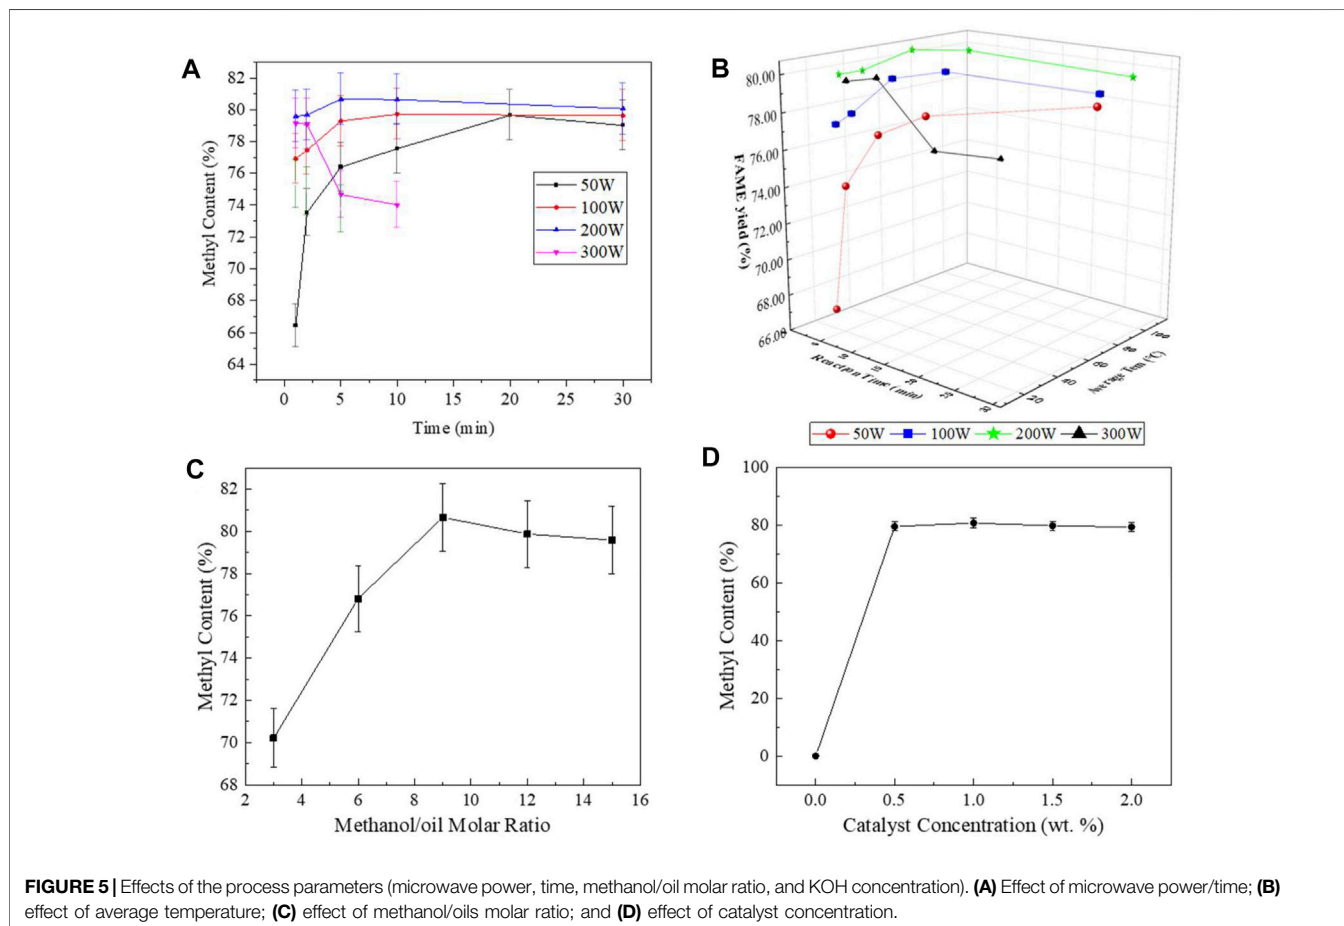 A
82
80
78
76
74
72
70
68
66
64
Methyl Content (%)
50W
100W
200W
300W
0 5 10 20 30
Time (min)
B
80.00
78.00
76.00
74.00
72.00
70.00
68.00
66.00
FAME yield (%)
Reaction Time (min)
20 40 60 80 100
Average Tem (°C)
50W 100W 200W 300W
C
82
80
78
76
74
72
70
68
Methyl Content (%)
2 4 6 8 10 12 14 16
Methanol/oil Molar Ratio
D
100
80
60
40
20
0
Methyl Content (%)
0.0 0.5 1.0 1.5 2.0
Catalyst Concentration (wt. %)
FIGURE 5 | Effects of the process parameters (microwave power, time, methanol/oil molar ratio, and KOH concentration). (A) Effect of microwave power/time; (B)
effect of average temperature; (C) effect of methanol/oils molar ratio; and (D) effect of catalyst concentration.